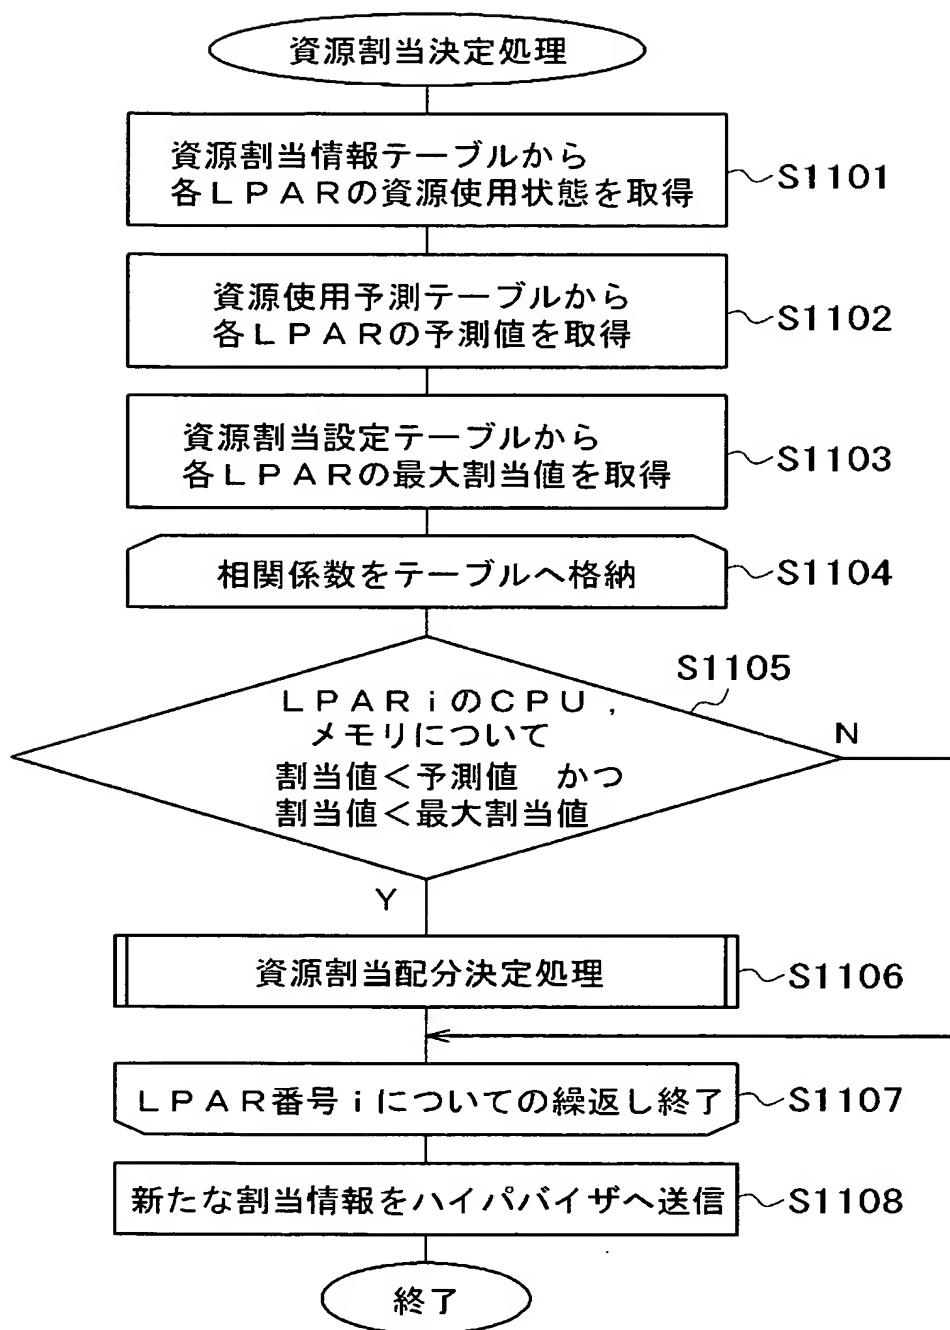 資源割当決定処理
資源割当情報テーブルから
各LPARの資源使用状態を取得
S1101
資源使用予測テーブルから
各LPARの予測値を取得
S1102
資源割当設定テーブルから
各LPARの最大割当値を取得
S1103
相関係数をテーブルへ格納
S1104
S1105
LPARiのCPU,
メモリについて
割当値<予測値 かつ
割当値<最大割当値
N
Y
資源割当配分決定処理
S1106
LPAR番号iについての繰返し終了
S1107
新たな割当情報をハイパバイザへ送信
S1108
終了